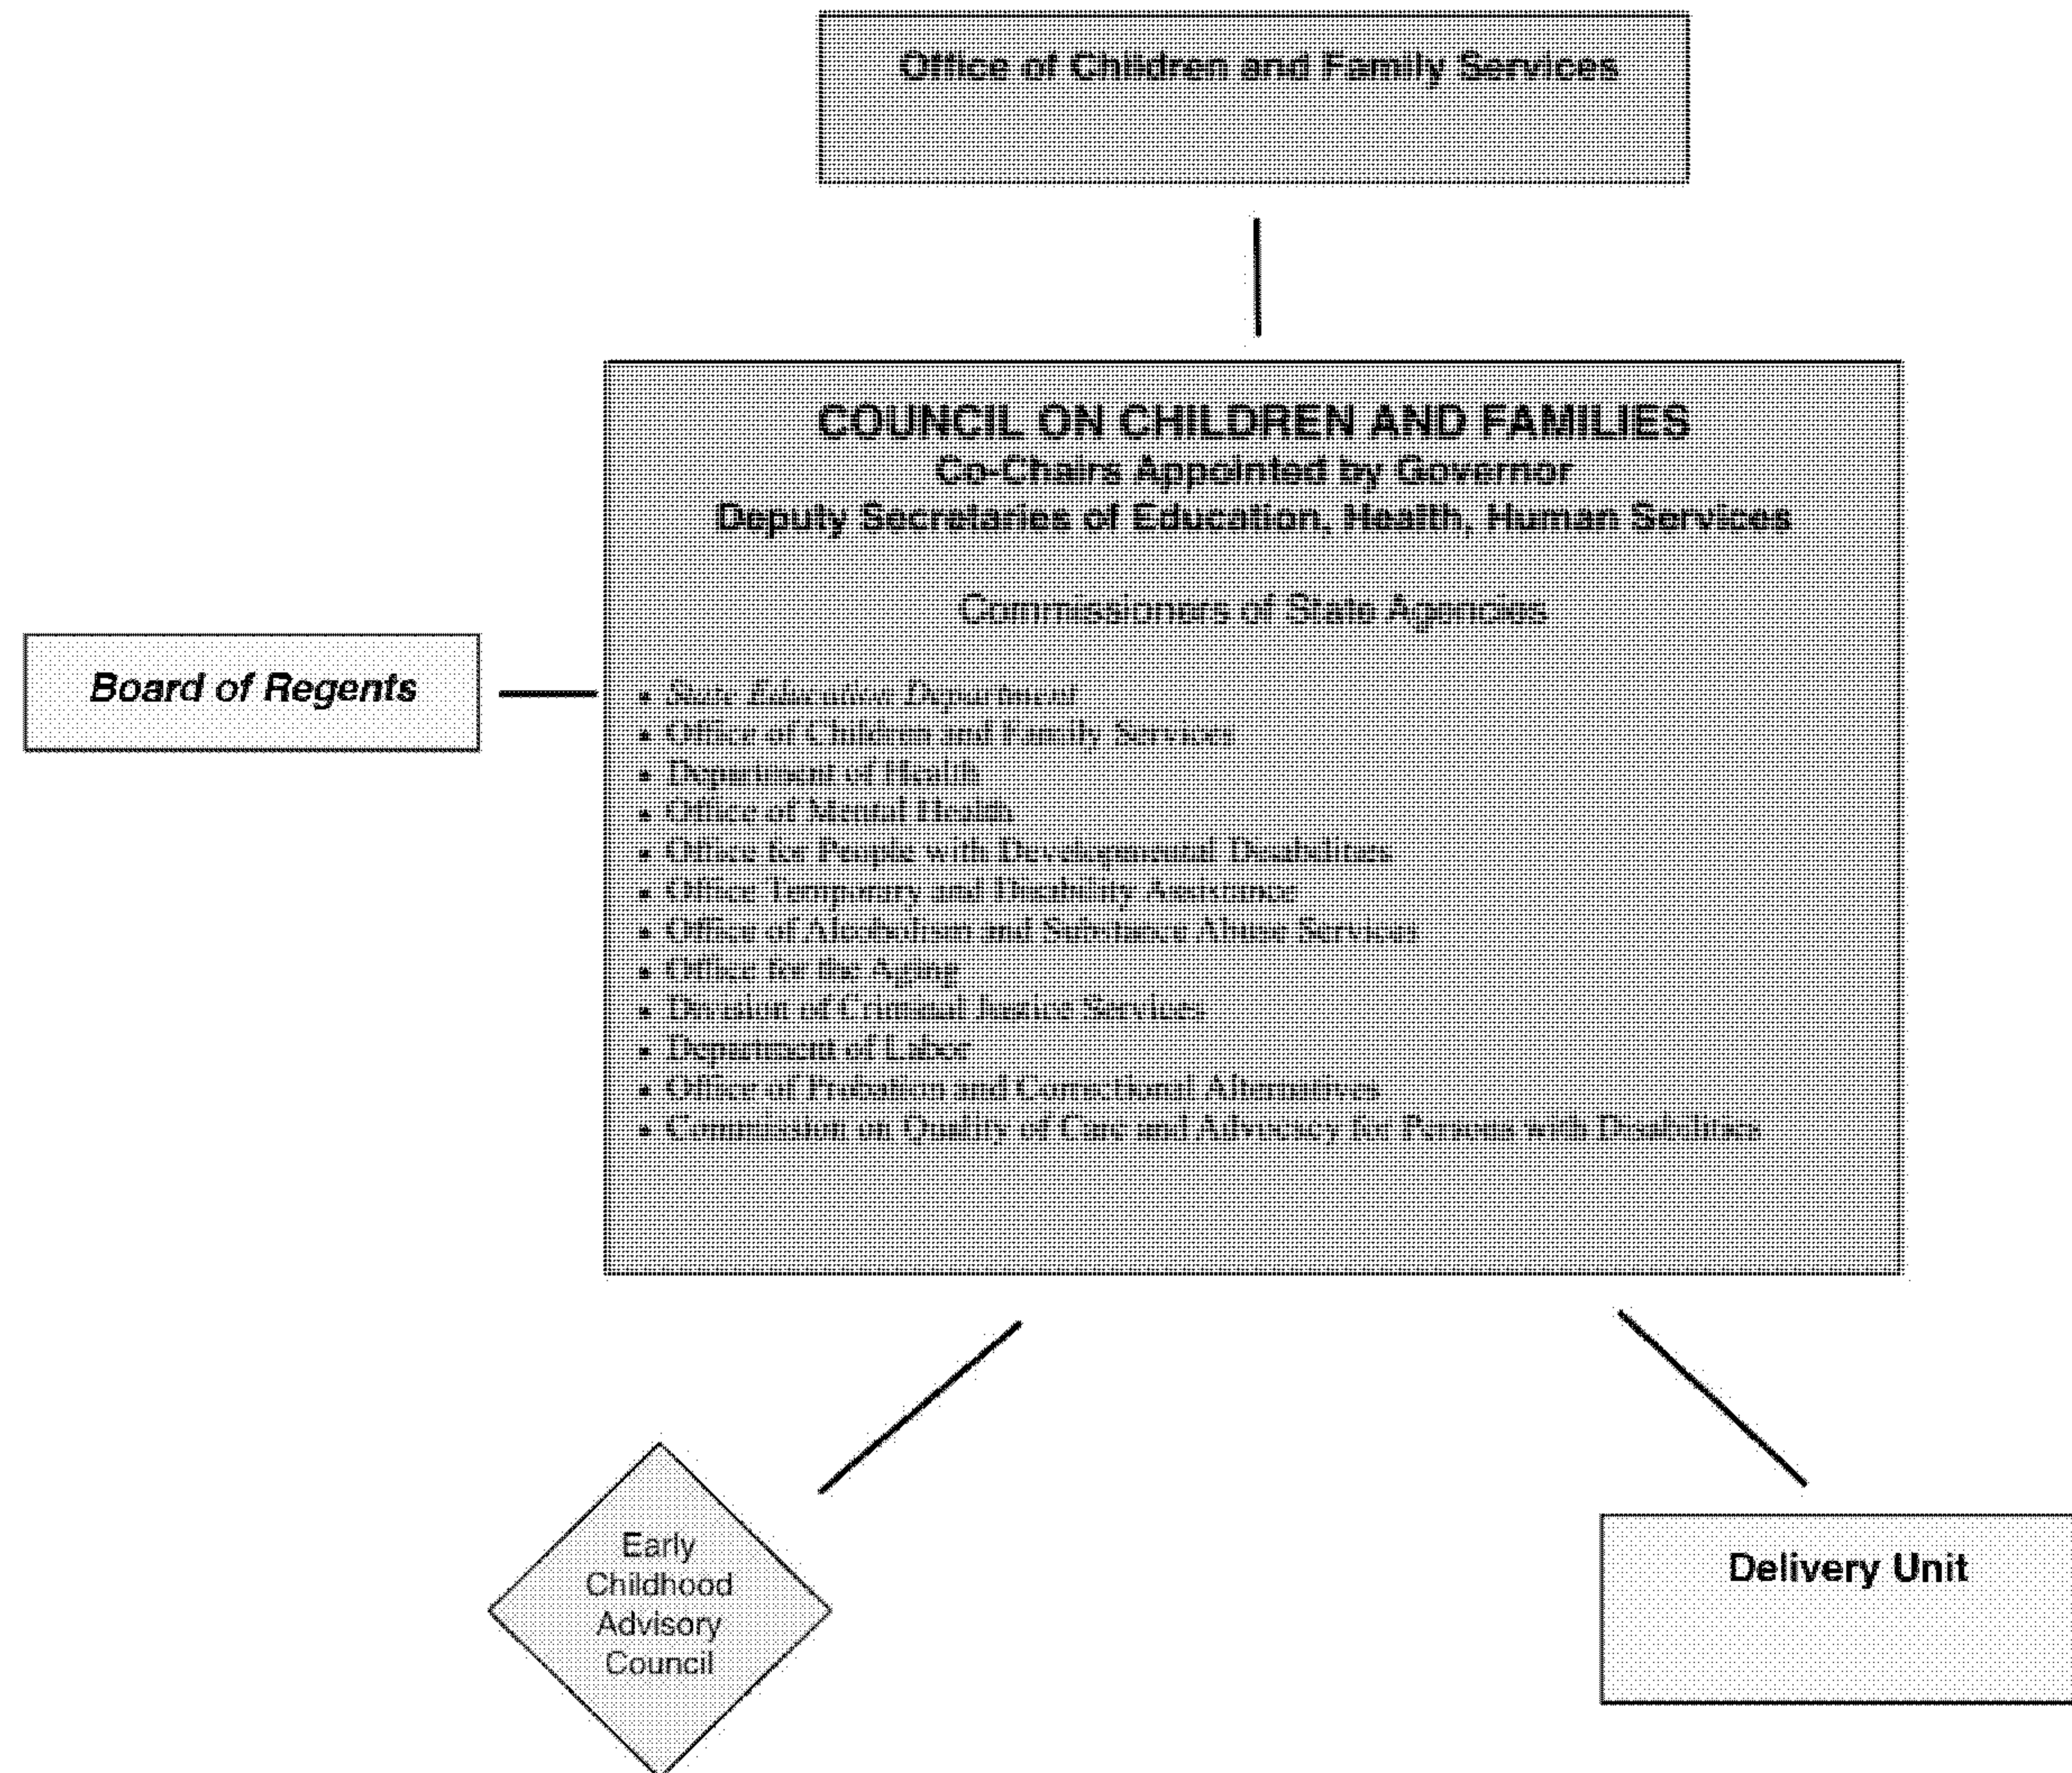 Office of Children and Family Services
COUNCIL ON CHILDREN AND FAMILIES
Co-Chairs Appointed by Governor
Deputy Secretaries of Education, Health, Human Services
Commissioners of State Agencies
Board of Regents
• State Education Department
• Office of Children and Family Services
• Department of Health
• Office of Mental Health
• Office for People with Developmental Disabilities
• Office Temporary and Disability Assistance
• Office of Alcoholism and Substance Abuse Services
• Office for the Aging
• Division of Criminal Justice Services
• Department of Labor
• Office of Probation and Correctional Alternatives
• Commission on Quality of Care and Advocacy for Persons with Disabilities
Early
Childhood
Advisory
Council
Delivery Unit